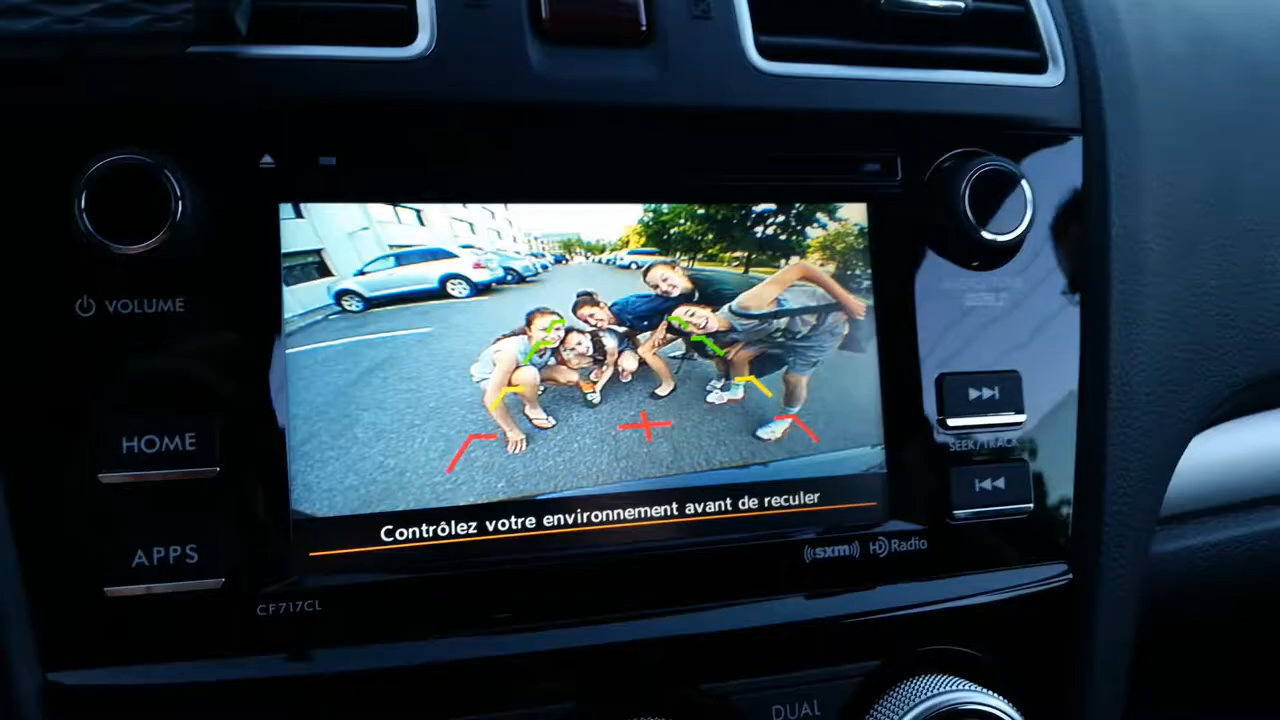 VOLUME
HOME
APPS
CF717CL
Contrôlez votre environnement avant de reculer
SEEK/TRACK
((sxm))
HD Radio
DUAL